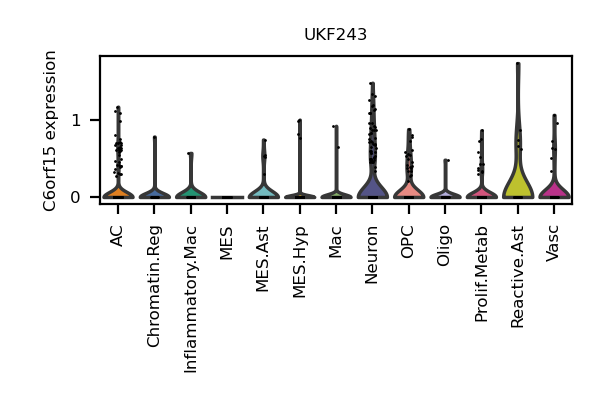 UKF243
C6orf15 expression
1
0
AC
Chromatin.Reg
Inflammatory.Mac
MES
MES.Ast
MES.Hyp
Mac
Neuron
OPC
Oligo
Prolif.Metab
Reactive.Ast
Vasc